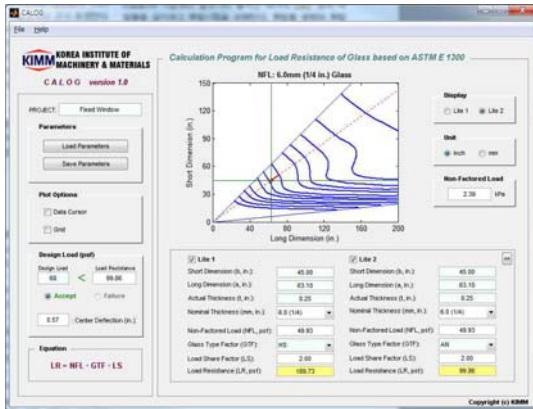 CALOG
File Help
KIMM KOREA INSTITUTE OF
MACHINERY & MATERIALS
CALOG version 1.0
PROJECT: Fixed Window
Parameters
Load Parameters
Save Parameters
Plot Options
Data Cursor
Grid
Design Load (psf)
Design Load
Load Resistance
<
99.86
Accept
Failure
0.57 Center Deflection (in.)
Equation
LR = NFL · GTF · LS
Calculation Program for Load Resistance of Glass based on ASTM E 1300
NFL: 6.0mm (1/4 in.) Glass
Short Dimension (in.)
150
120
90
60
30
0
0 40 80 120 160 200
Long Dimension (in.)
Display
Lite 1 Lite 2
Unit
inch mm
Non-Factored Load
2.39 kPa
Lite 1
Short Dimension (b, in.): 45.00
Long Dimension (a, in.): 63.10
Actual Thickness (t, in.): 0.25
Nominal Thickness (mm, in.): 6.0 (1/4)
Non-Factored Load (NFL, psf): 49.93
Glass Type Factor (GTF): HS
Load Share Factor (LS): 2.00
Load Resistance (LR, psf):
Lite 2
Short Dimension (b, in.): 45.00
Long Dimension (a, in.): 63.10
Actual Thickness (t, in.): 0.25
Nominal Thickness (mm, in.): 6.0 (1/4)
Non-Factored Load (NFL, psf): 49.93
Glass Type Factor (GTF): AN
Load Share Factor (LS): 2.00
Load Resistance (LR, psf): 99.86
Copyright (c) KIMM